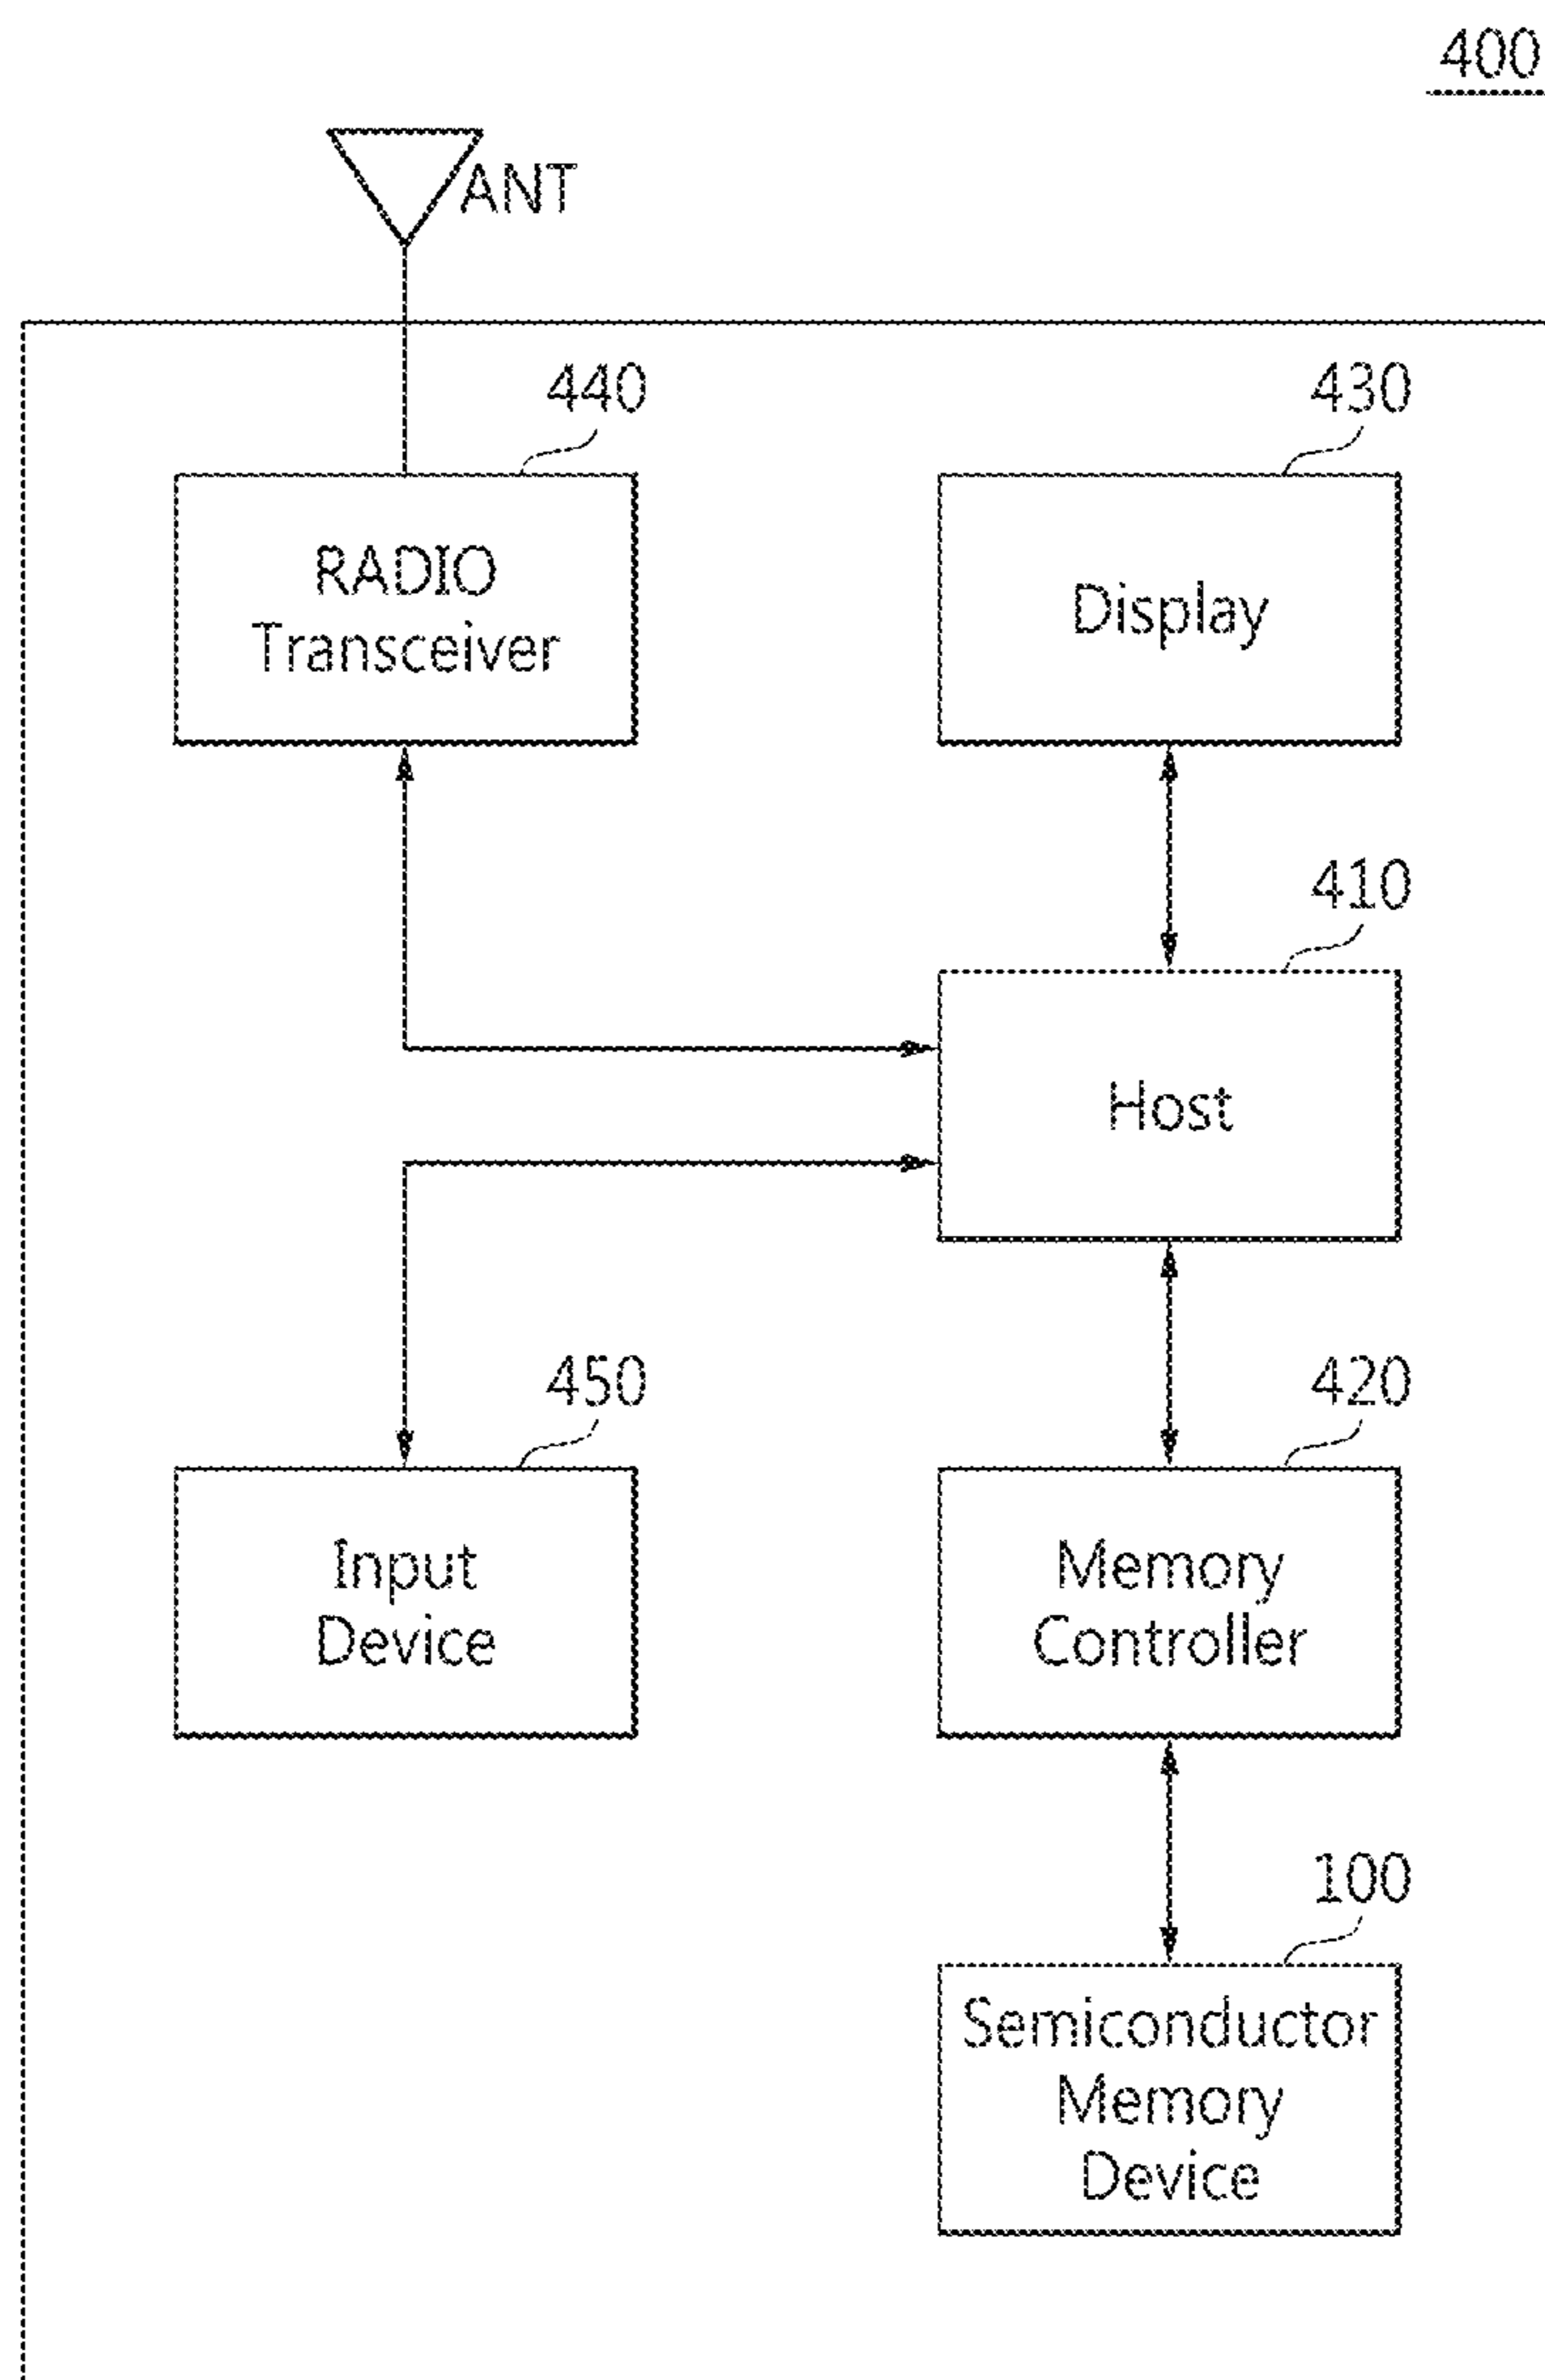 400
ANT
440
430
RADIO
Transceiver
Display
410
Host
450
420
Input
Device
Memory
Controller
100
Semiconductor
Memory
Device